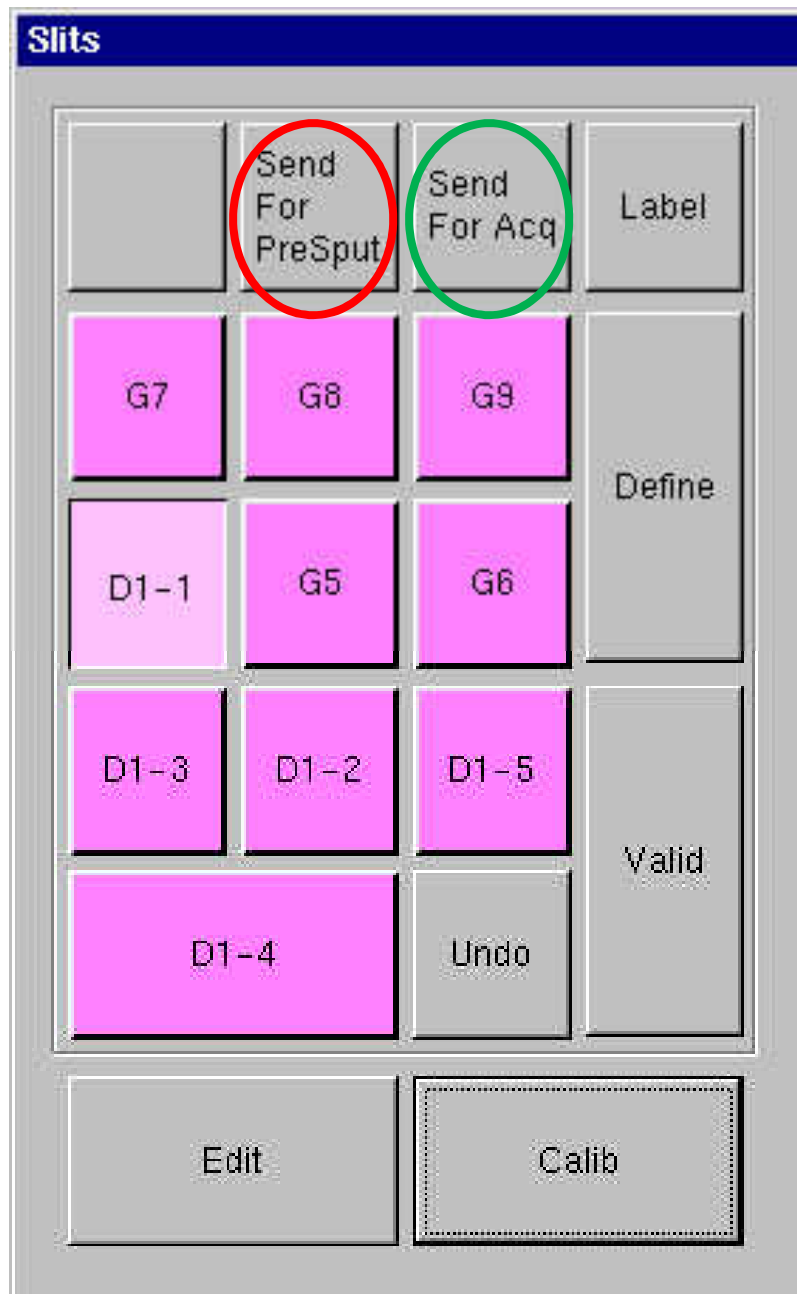 Slits
Send
For
PreSput
Send
For Acq
Label
G7
G8
G9
Define
D1-1
G5
G6
D1-3
D1-2
D1-5
Valid
D1-4
Undo
Edit
Calib